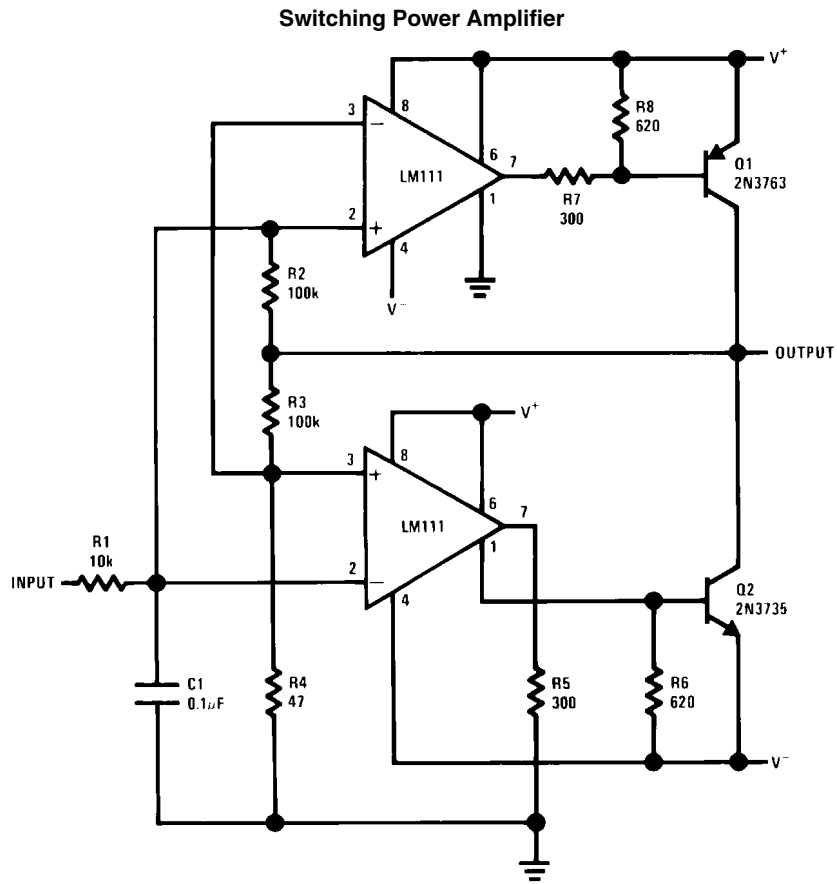 Switching Power Amplifier
V+
8
R8
620
3
−
6
7
Q1
2N3763
LM111
1
R7
300
2
+
4
R2
100k
V−
OUTPUT
R3
100k
V+
8
3
+
6
7
R1
10k
LM111
1
INPUT
2
−
Q2
2N3735
4
C1
0.1μF
R4
47
R5
300
R6
620
V−